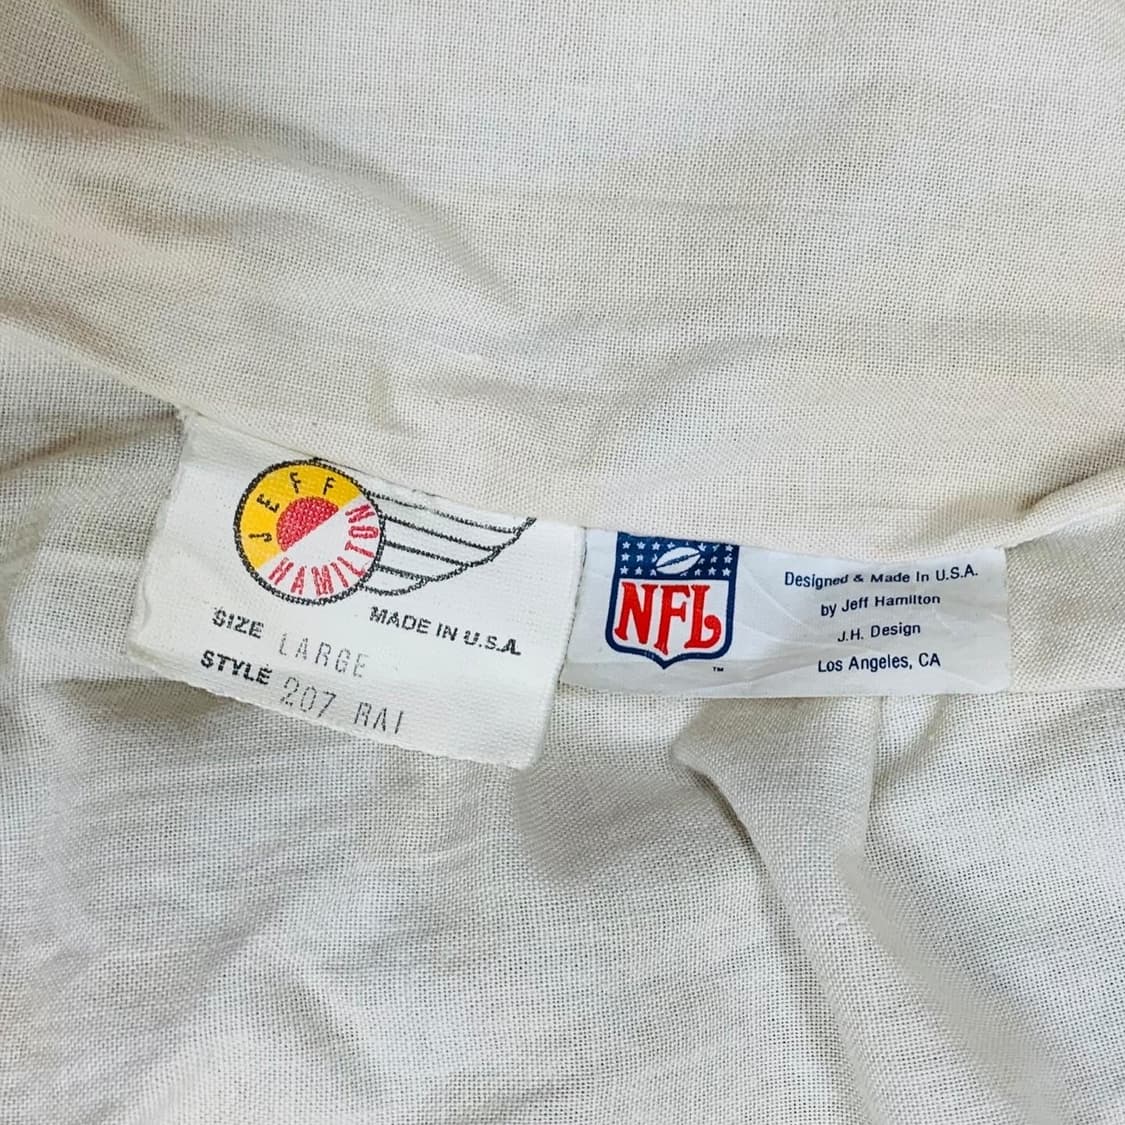 JEFF
HAMILTON
MADE IN U.S.A.
SIZE LARGE
STYLE 207 RAI
NFL
TM
Designed & Made In U.S.A.
by Jeff Hamilton
J.H. Design
Los Angeles, CA